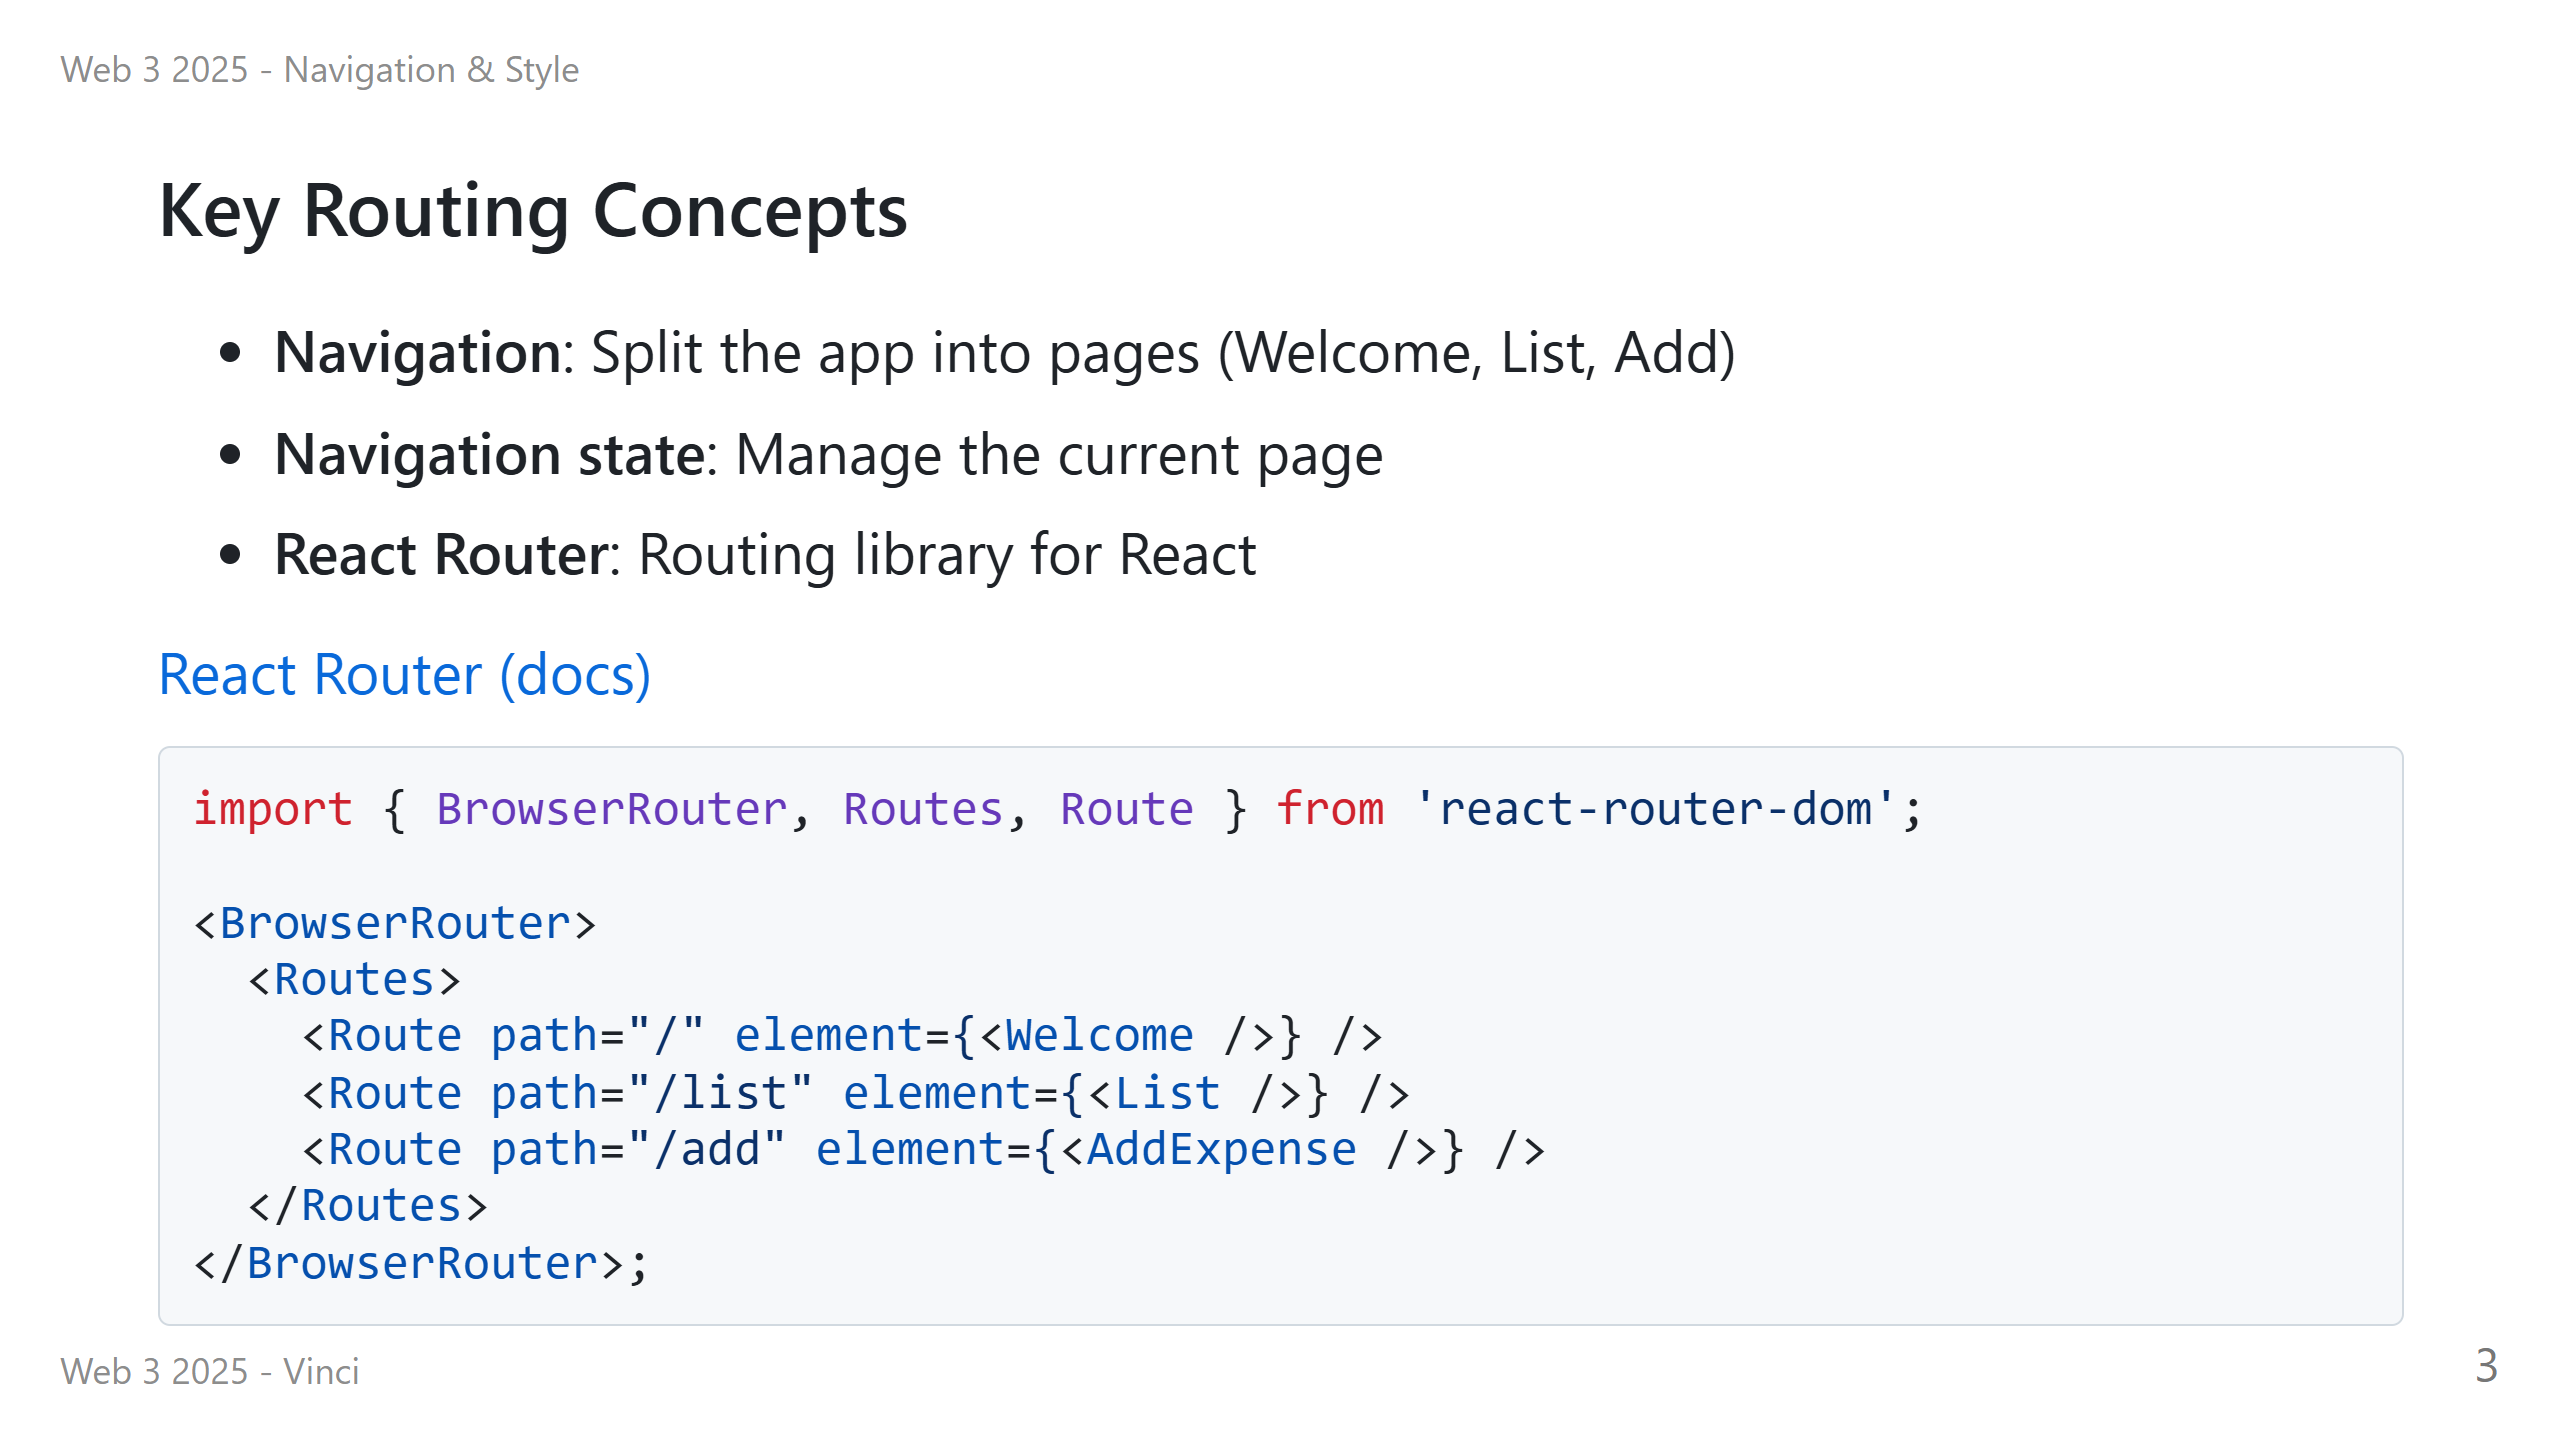 Web 3 2025 - Navigation & Style
Key Routing Concepts
• Navigation: Split the app into pages (Welcome, List, Add)
• Navigation state: Manage the current page
• React Router: Routing library for React
React Router (docs)
import { BrowserRouter, Routes, Route } from 'react-router-dom';
<BrowserRouter>
  <Routes>
    <Route path="/" element={<Welcome />} />
    <Route path="/list" element={<List />} />
    <Route path="/add" element={<AddExpense />} />
  </Routes>
</BrowserRouter>;
Web 3 2025 - Vinci
3